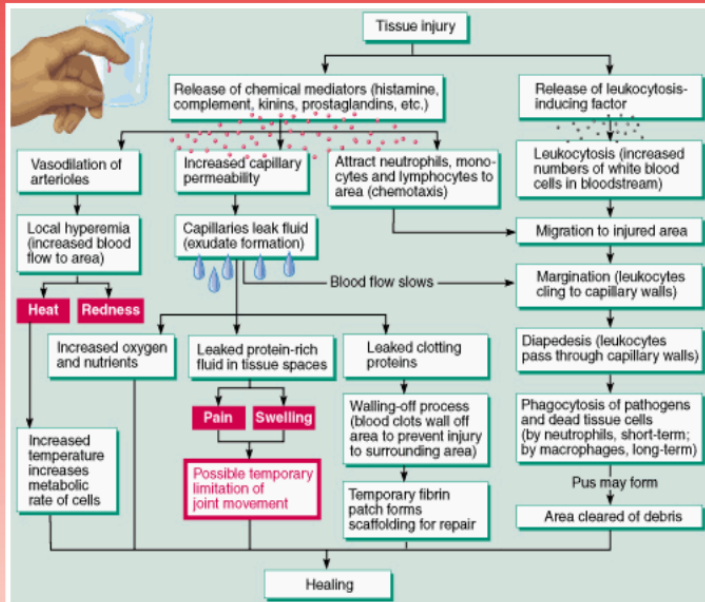 Tissue injury
Release of chemical mediators (histamine,
complement, kinins, prostaglandins, etc.)
Release of leukocytosis-
inducing factor
Vasodilation of
arterioles
Increased capillary
permeability
Attract neutrophils, mono-
cytes and lymphocytes to
area (chemotaxis)
Leukocytosis (increased
numbers of white blood
cells in bloodstream)
Local hyperemia
(increased blood
flow to area)
Capillaries leak fluid
(exudate formation)
Migration to injured area
Blood flow slows
Margination (leukocytes
cling to capillary walls)
Heat
Redness
Increased oxygen
and nutrients
Leaked protein-rich
fluid in tissue spaces
Leaked clotting
proteins
Diapedesis (leukocytes
pass through capillary walls)
Pain
Swelling
Walling-off process
(blood clots wall off
area to prevent injury
to surrounding area)
Phagocytosis of pathogens
and dead tissue cells
(by neutrophils, short-term;
by macrophages, long-term)
Increased
temperature
increases
metabolic
rate of cells
Possible temporary
limitation of
joint movement
Temporary fibrin
patch forms
scaffolding for repair
Pus may form
Area cleared of debris
Healing